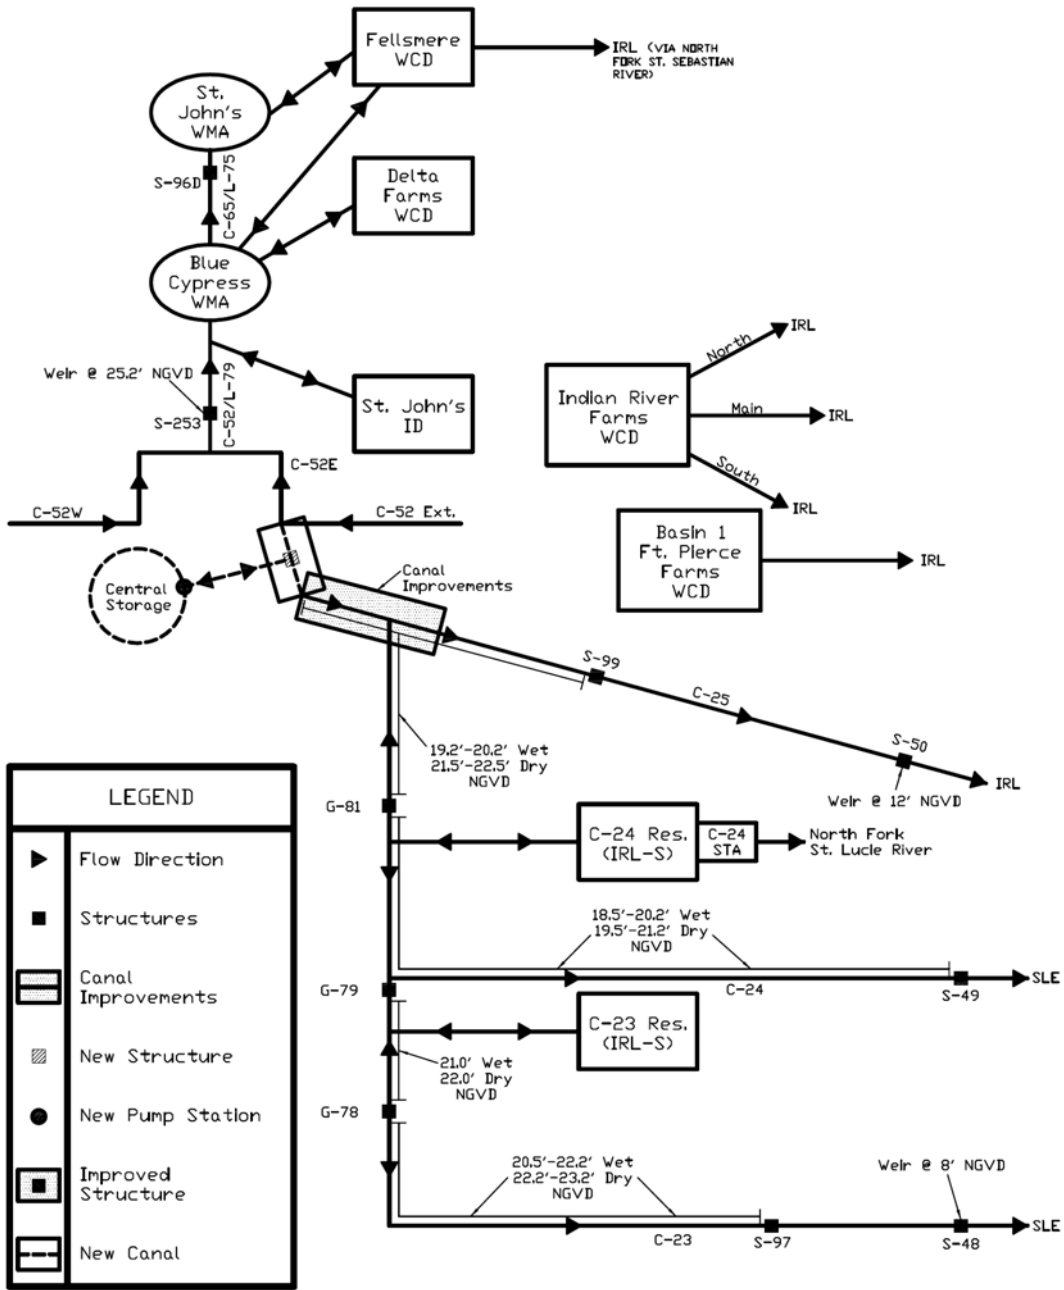 Fellsmere
WCD
IRL (VIA NORTH
FORK ST. SEBASTIAN
RIVER)
St.
John's
WMA
S-96D
C-65/L-75
Delta
Farms
WCD
Blue
Cypress
WMA
Weir @ 25.2' NGVD
S-253
C-52/L-79
St. John's
ID
North
IRL
Indian River
Farms
WCD
Main
IRL
South
IRL
C-52E
C-52W
C-52 Ext.
Basin 1
Ft. Pierce
Farms
WCD
IRL
Central
Storage
Canal
Improvements
S-99
C-25
S-50
IRL
Weir @ 12' NGVD
19.2'-20.2' Wet
21.5'-22.5' Dry
NGVD
G-81
C-24 Res.
(IRL-S)
C-24
STA
North Fork
St. Lucie River
18.5'-20.2' Wet
19.5'-21.2' Dry
NGVD
G-79
C-24
S-49
SLE
C-23 Res.
(IRL-S)
21.0' Wet
22.0' Dry
NGVD
G-78
20.5'-22.2' Wet
22.2'-23.2' Dry
NGVD
Weir @ 8' NGVD
C-23
S-97
S-48
SLE
LEGEND
Flow Direction
Structures
Canal
Improvements
New Structure
New Pump Station
Improved
Structure
New Canal